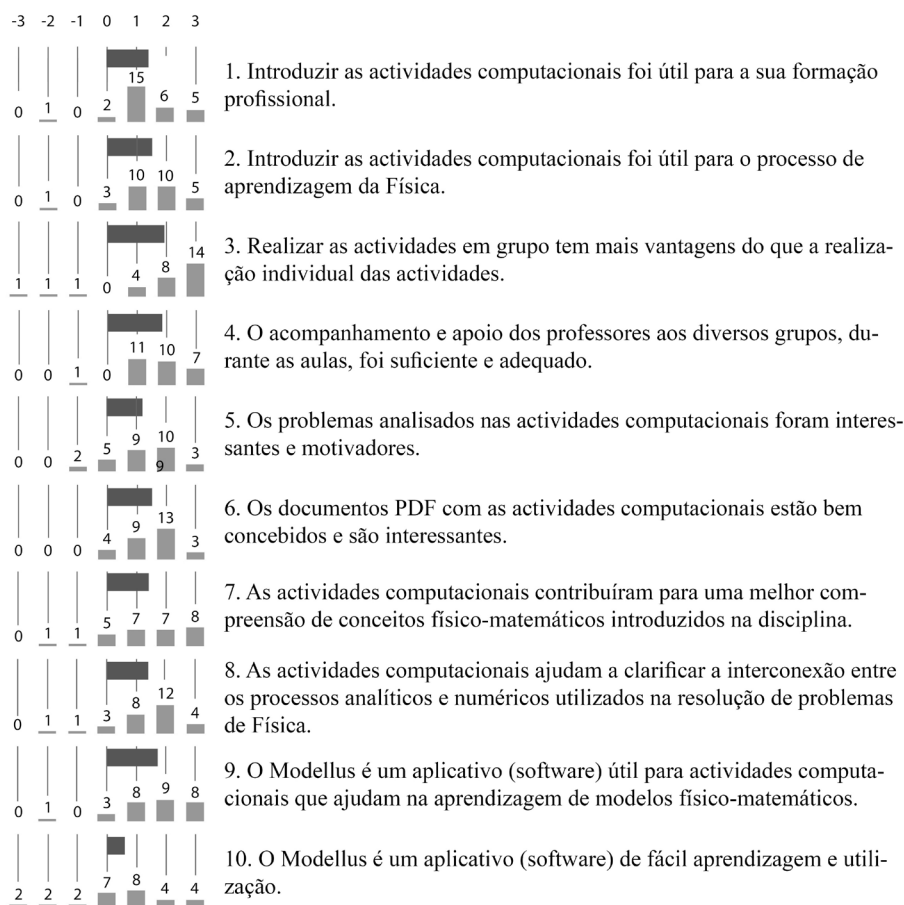 -3 -2 -1 0 1 2 3
0 1 0 2 15 6 5
1. Introduzir as actividades computacionais foi útil para a sua formação
profissional.
0 1 0 3 10 10 5
2. Introduzir as actividades computacionais foi útil para o processo de
aprendizagem da Física.
1 1 1 0 4 8 14
3. Realizar as actividades em grupo tem mais vantagens do que a realiza-
ção individual das actividades.
0 0 1 0 11 10 7
4. O acompanhamento e apoio dos professores aos diversos grupos, du-
rante as aulas, foi suficiente e adequado.
0 0 2 5 9 10 3
9
5. Os problemas analisados nas actividades computacionais foram interes-
santes e motivadores.
0 0 0 4 9 13 3
6. Os documentos PDF com as actividades computacionais estão bem
concebidos e são interessantes.
0 1 1 5 7 7 8
7. As actividades computacionais contribuíram para uma melhor com-
preensão de conceitos físico-matemáticos introduzidos na disciplina.
0 1 1 3 8 12 4
8. As actividades computacionais ajudam a clarificar a interconexão entre
os processos analíticos e numéricos utilizados na resolução de problemas
de Física.
0 1 0 3 8 9 8
9. O Modellus é um aplicativo (software) útil para actividades computa-
cionais que ajudam na aprendizagem de modelos físico-matemáticos.
2 2 2 7 8 4 4
10. O Modellus é um aplicativo (software) de fácil aprendizagem e utili-
zação.